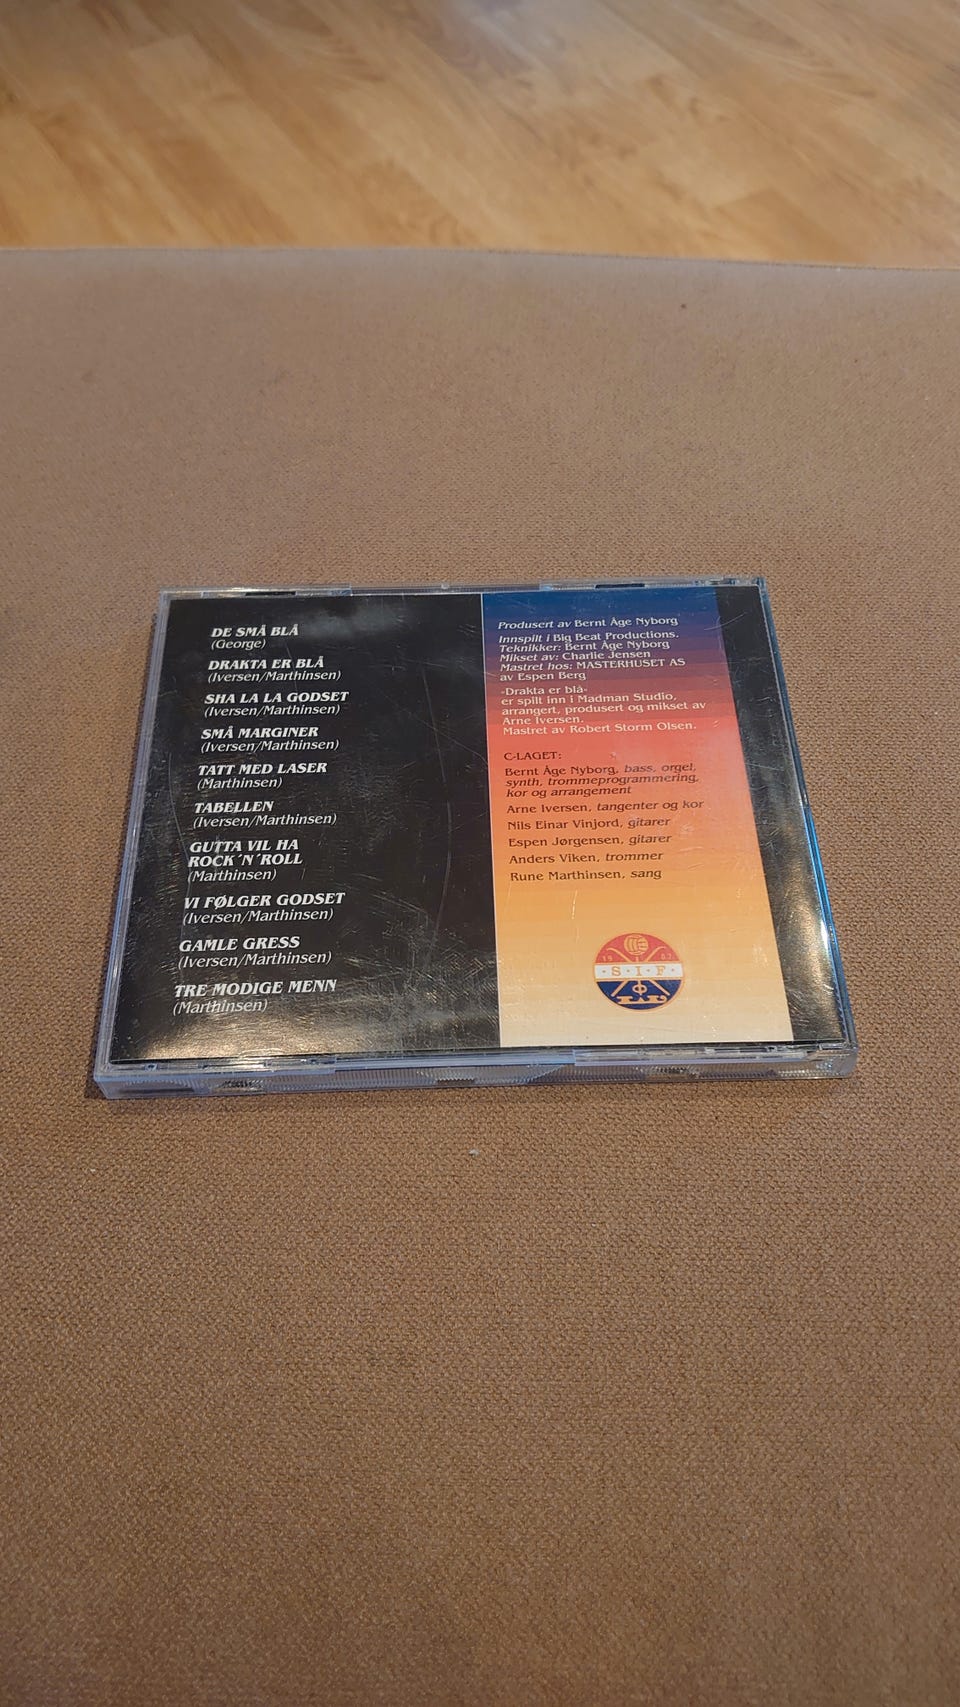 DE SMÅ BLÅ
(George)
DRAKTA ER BLÅ
(Iversen/Marthinsen)
SHA LA LA GODSET
(Iversen/Marthinsen)
SMÅ MARGINER
(Iversen/Marthinsen)
TATT MED LASER
(Marthinsen)
TABELLEN
(Iversen/Marthinsen)
GUTTA VIL HA
ROCK´N´ROLL
(Marthinsen)
VI FØLGER GODSET
(Iversen/Marthinsen)
GAMLE GRESS
(Iversen/Marthinsen)
TRE MODIGE MENN
(Marthinsen)
Produsert av Bernt Åge Nyborg
Innspilt i Big Beat Productions.
Teknikker: Bernt Åge Nyborg
Mikset av: Charlie Jensen
Mastret hos: MASTERHUSET AS
av Espen Berg
«Drakta er blå»
er spilt inn i Madman Studio,
arrangert, produsert og mikset av
Arne Iversen.
Mastret av Robert Storm Olsen.
C-LAGET:
Bernt Åge Nyborg, bass, orgel,
synth, trommeprogrammering,
kor og arrangement
Arne Iversen, tangenter og kor
Nils Einar Vinjord, gitarer
Espen Jørgensen, gitarer
Anders Viken, trommer
Rune Marthinsen, sang
1907
·S·I·F·